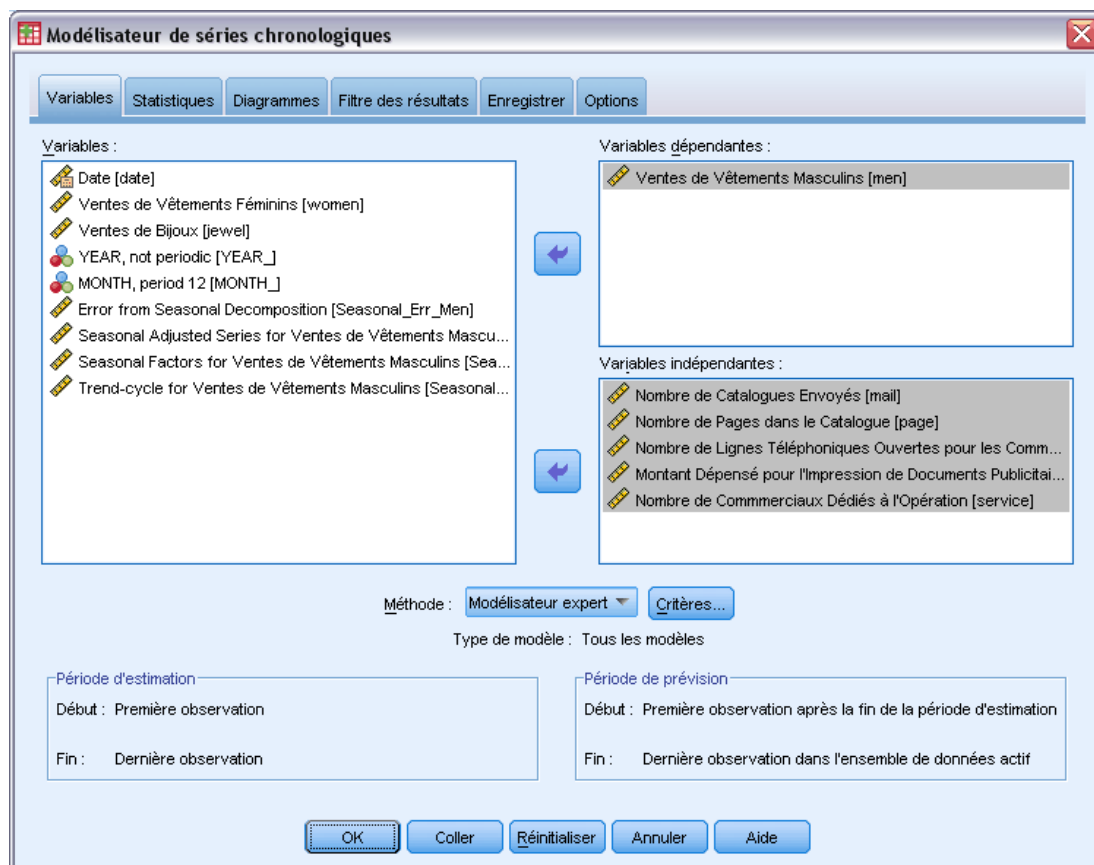 Modélisateur de séries chronologiques
Variables Statistiques Diagrammes Filtre des résultats Enregistrer Options
Variables :
Date [date]
Ventes de Vêtements Féminins [women]
Ventes de Bijoux [jewel]
YEAR, not periodic [YEAR_]
MONTH, period 12 [MONTH_]
Error from Seasonal Decomposition [Seasonal_Err_Men]
Seasonal Adjusted Series for Ventes de Vêtements Mascu...
Seasonal Factors for Ventes de Vêtements Masculins [Sea...
Trend-cycle for Ventes de Vêtements Masculins [Seasonal...
Variables dépendantes :
Ventes de Vêtements Masculins [men]
Variables indépendantes :
Nombre de Catalogues Envoyés [mail]
Nombre de Pages dans le Catalogue [page]
Nombre de Lignes Téléphoniques Ouvertes pour les Comm...
Montant Dépensé pour l'Impression de Documents Publicitai...
Nombre de Commmerciaux Dédiés à l'Opération [service]
Méthode : Modélisateur expert Critères...
Type de modèle : Tous les modèles
Période d'estimation
Début : Première observation
Fin : Dernière observation
Période de prévision
Début : Première observation après la fin de la période d'estimation
Fin : Dernière observation dans l'ensemble de données actif
OK Coller Réinitialiser Annuler Aide